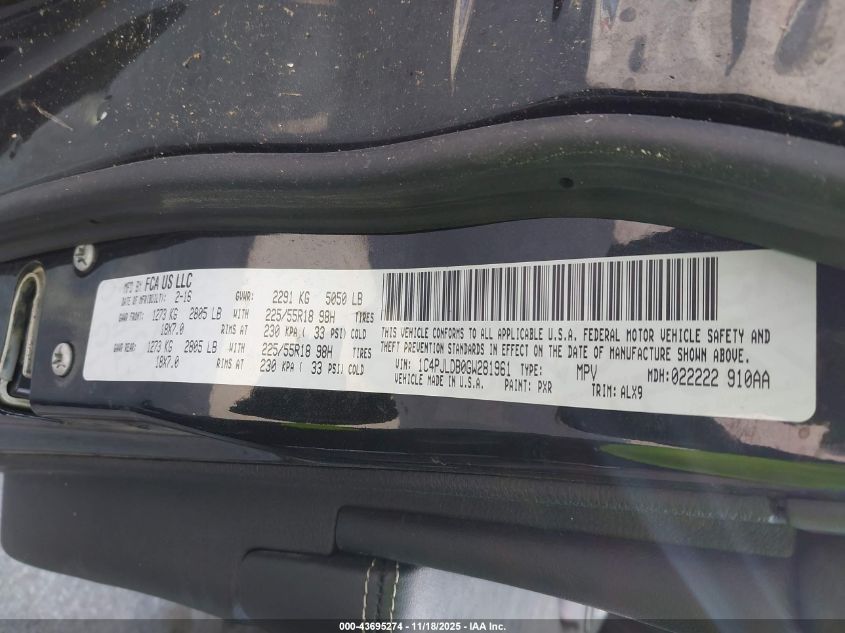 MFD BY: FCA US LLC
DATE OF MFR(BUILT): 2-16 GVWR: 2291 KG 5050 LB
GAWR FRONT: 1273 KG 2805 LB WITH 225/55R18 98H TIRES
18X7.0 RIMS AT 230 KPA ( 33 PSI) COLD
GAWR REAR: 1273 KG 2805 LB WITH 225/55R18 98H TIRES
18X7.0 RIMS AT 230 KPA ( 33 PSI) COLD
THIS VEHICLE CONFORMS TO ALL APPLICABLE U.S.A. FEDERAL MOTOR VEHICLE SAFETY AND
THEFT PREVENTION STANDARDS IN EFFECT ON THE DATE OF MANUFACTURE SHOWN ABOVE.
VIN: 1C4PJLDB0GW281961 TYPE: MPV MDH: 022222 910AA
VEHICLE MADE IN U.S.A. PAINT: PXR TRIM: ALX9
000-43695274 - 11/18/2025 - IAA Inc.